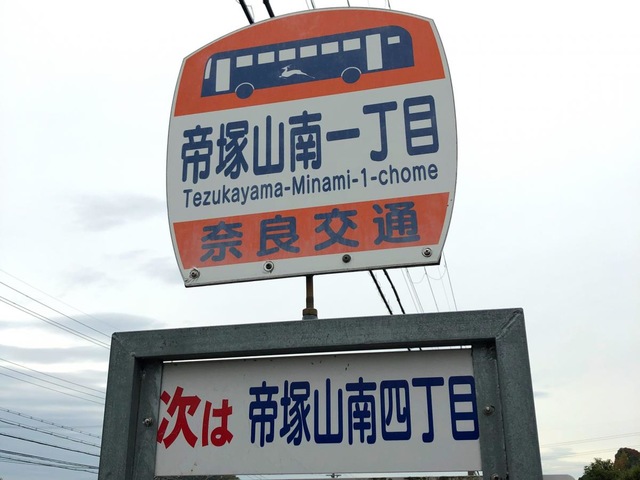 帝塚山南一丁目
Tezukayama-Minami-1-chome
奈良交通
次は 帝塚山南四丁目